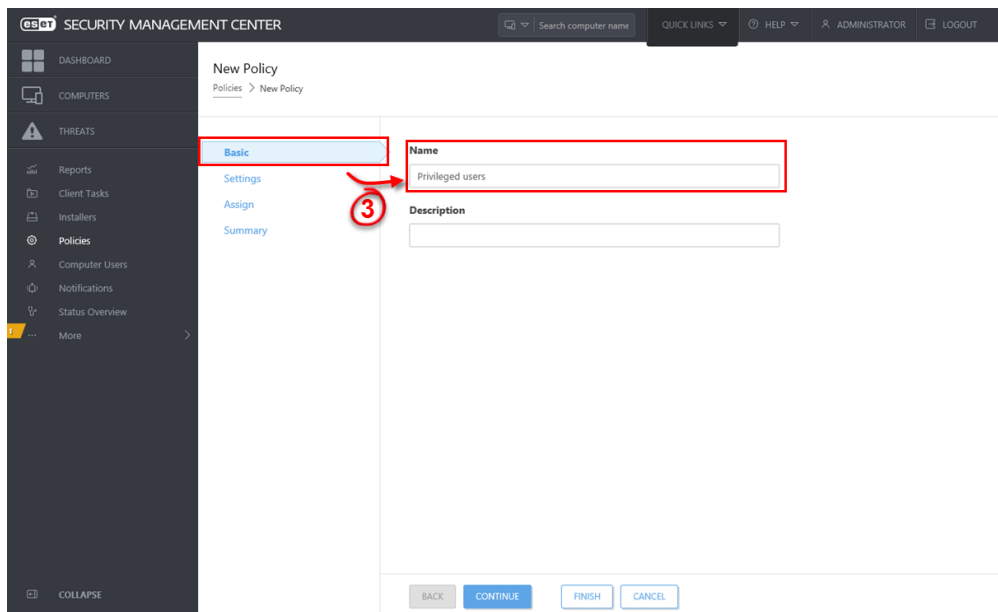 eset SECURITY MANAGEMENT CENTER
Search computer name
QUICK LINKS
HELP
ADMINISTRATOR
LOGOUT
DASHBOARD
COMPUTERS
THREATS
Reports
Client Tasks
Installers
Policies
Computer Users
Notifications
Status Overview
1
More
COLLAPSE
New Policy
Policies > New Policy
Basic
Settings
Assign
Summary
3
Name
Privileged users
Description
BACK CONTINUE FINISH CANCEL